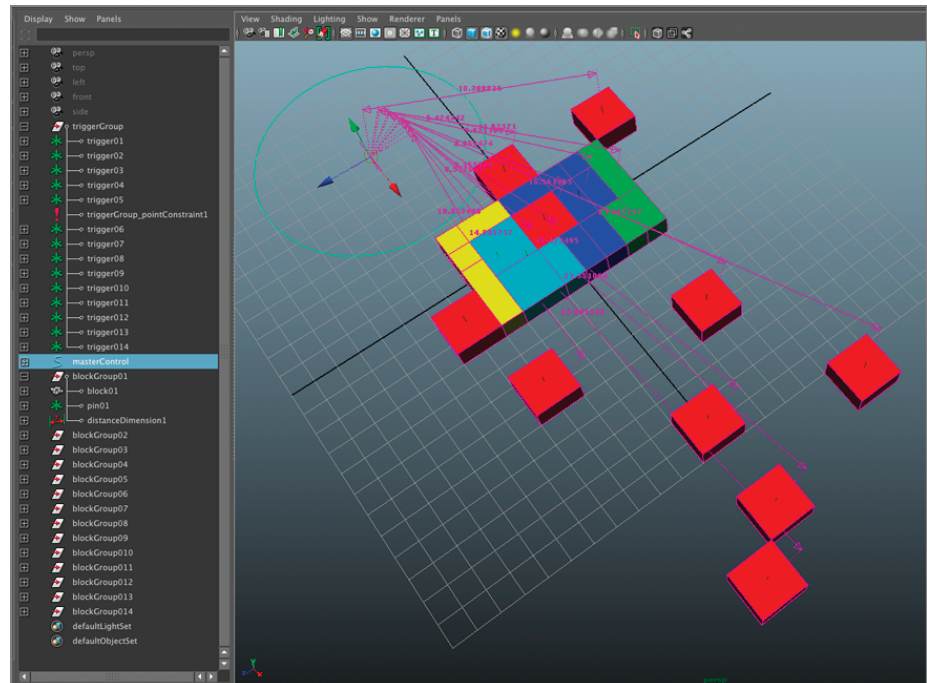 Display Show Panels
View Shading Lighting Show Renderer Panels
persp
top
left
front
side
triggerGroup
trigger01
trigger02
trigger03
trigger04
trigger05
triggerGroup_pointConstraint1
trigger06
trigger07
trigger08
trigger09
trigger010
trigger011
trigger012
trigger013
trigger014
masterControl
blockGroup01
block01
pin01
distanceDimension1
blockGroup02
blockGroup03
blockGroup04
blockGroup05
blockGroup06
blockGroup07
blockGroup08
blockGroup09
blockGroup010
blockGroup011
blockGroup012
blockGroup013
blockGroup014
defaultLightSet
defaultObjectSet
persp